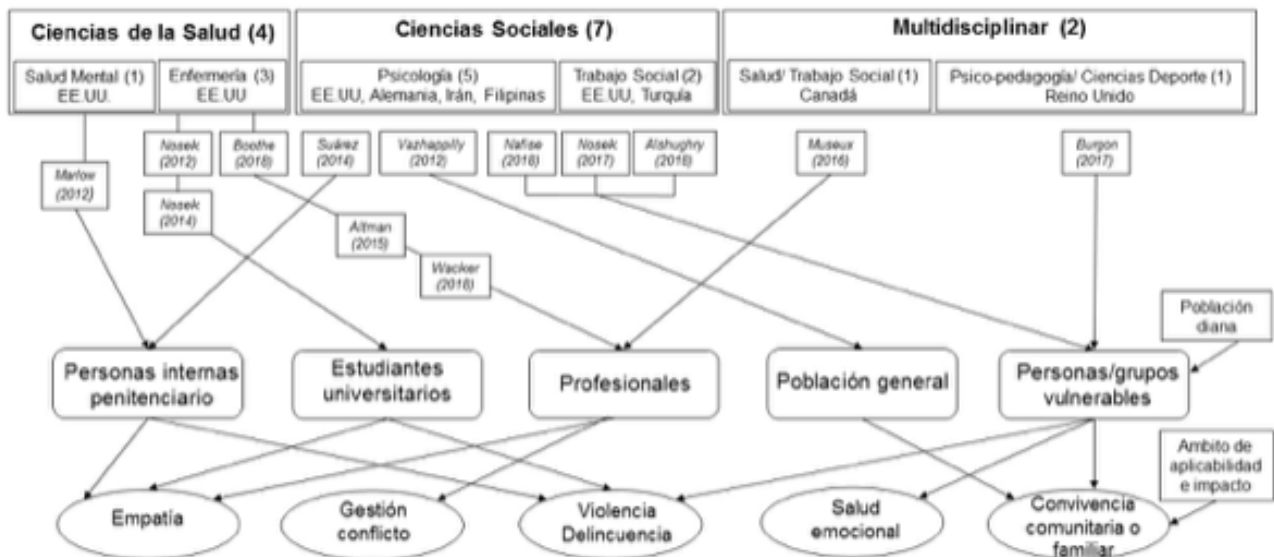 Ciencias de la Salud (4)
Ciencias Sociales (7)
Multidisciplinar (2)
Salud Mental (1)
EE.UU.
Enfermería (3)
EE.UU
Psicología (5)
EE.UU, Alemania, Irán, Filipinas
Trabajo Social (2)
EE.UU, Turquía
Salud/ Trabajo Social (1)
Canadá
Psico-pedagogía/ Ciencias Deporte (1)
Reino Unido
Nosek
(2012)
Boothe
(2018)
Suárez
(2014)
Vazhappilly
(2012)
Nafise
(2018)
Nosek
(2017)
Alshughry
(2018)
Museux
(2016)
Burgon
(2017)
Marlow
(2012)
Nosek
(2014)
Altman
(2015)
Wacker
(2018)
Población
diana
Personas internas
penitenciario
Estudiantes
universitarios
Profesionales
Población general
Personas/grupos
vulnerables
Ambito de
aplicabilidad
e impacto
Empatía
Gestión
conflicto
Violencia
Delincuencia
Salud
emocional
Convivencia
comunitaria o
familiar